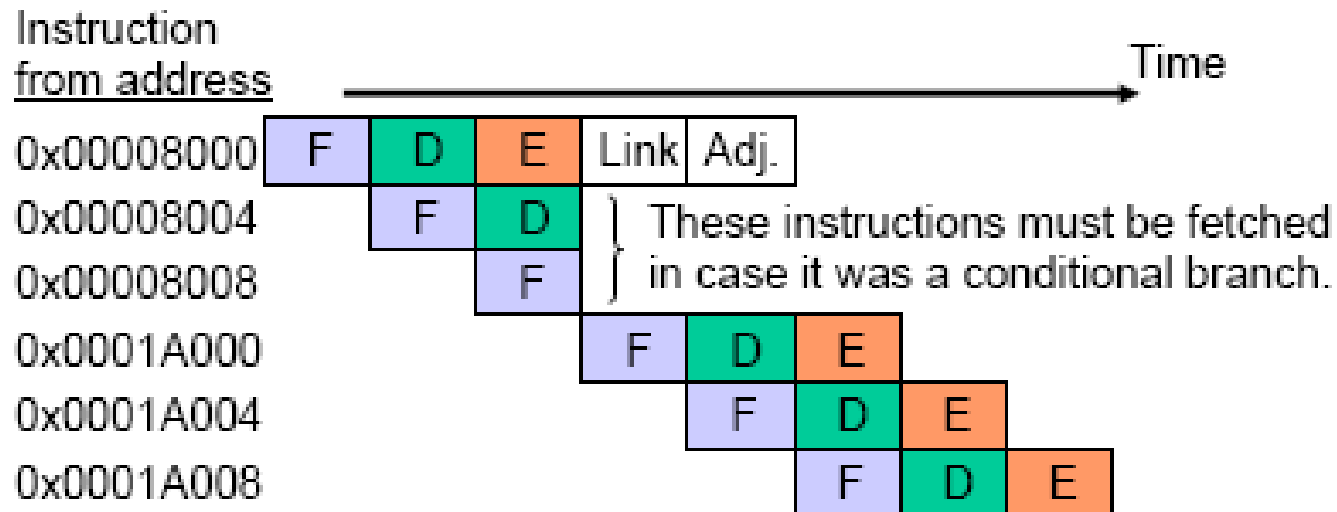 Instruction
from address
Time
0x00008000 F D E Link Adj.
0x00008004 F D } These instructions must be fetched
0x00008008 F in case it was a conditional branch.
0x0001A000 F D E
0x0001A004 F D E
0x0001A008 F D E